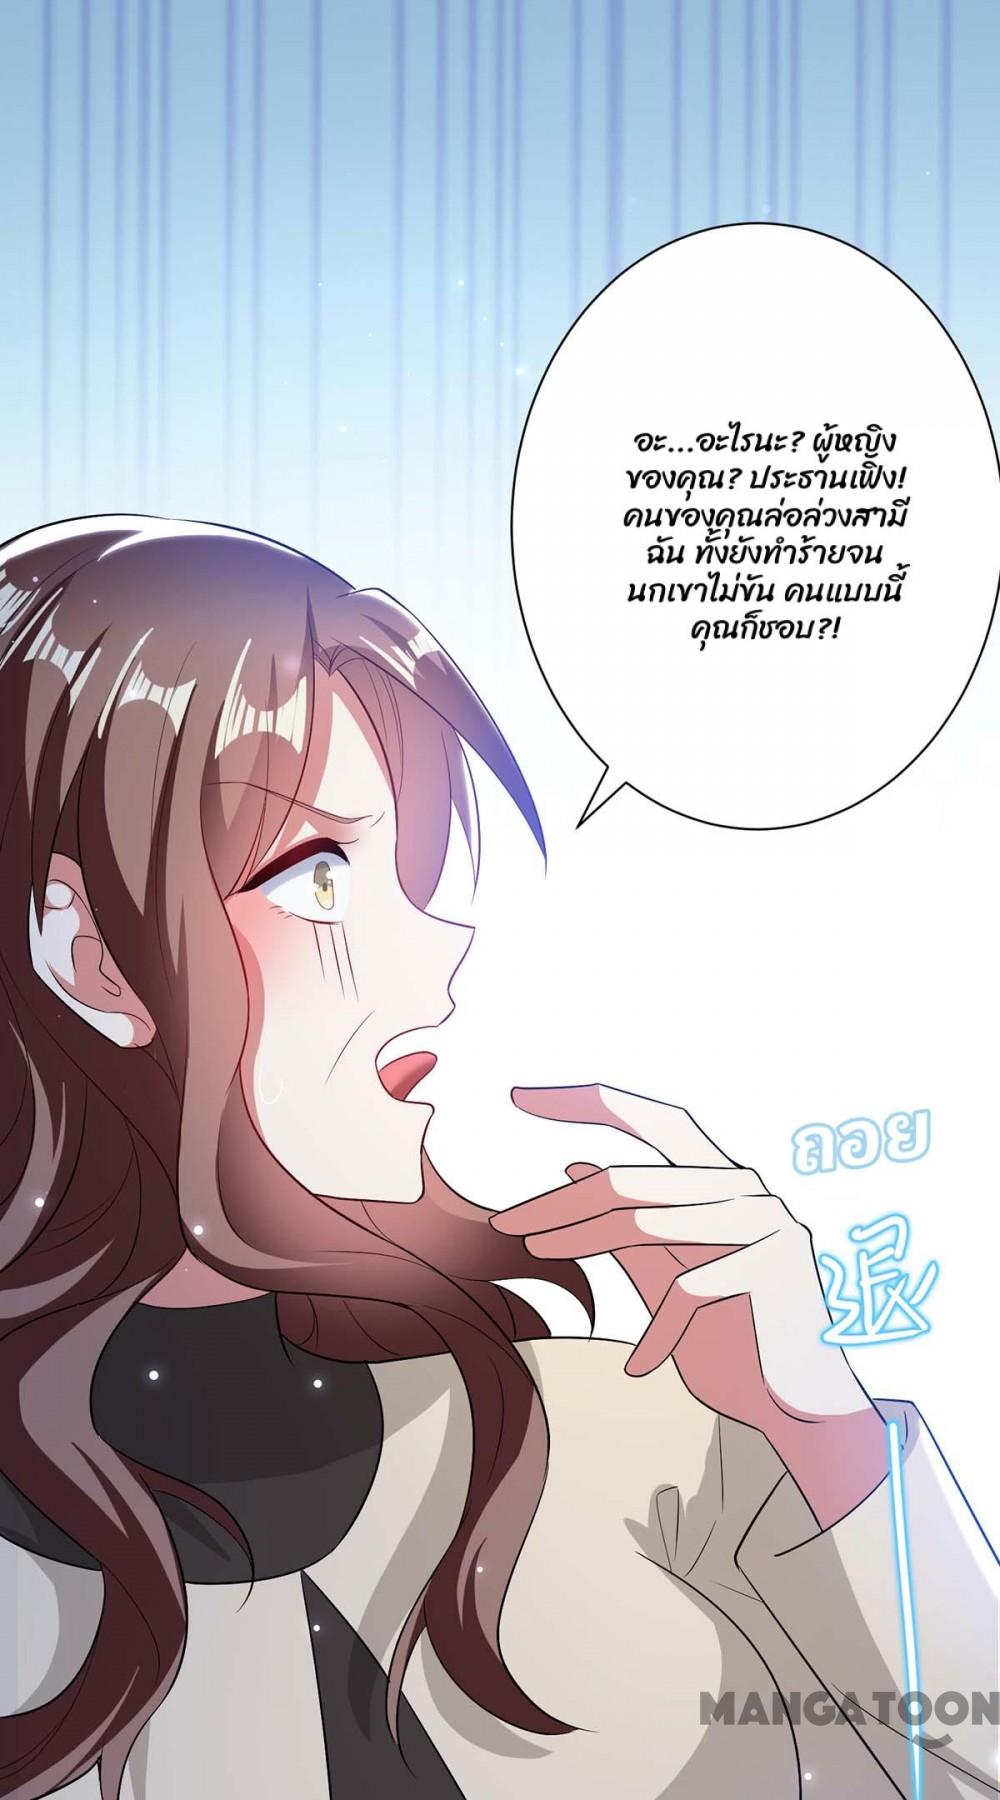 อะ...อะไรนะ? ผู้หญิง
ของคุณ? ประธานเฟิง!
คนของคุณล่อลวงสามี
ฉัน ทั้งยังทำร้ายจน
นกเขาไม่ขัน คนแบบนี้
คุณก็ชอบ?!
ถอย
退
MANGATOON